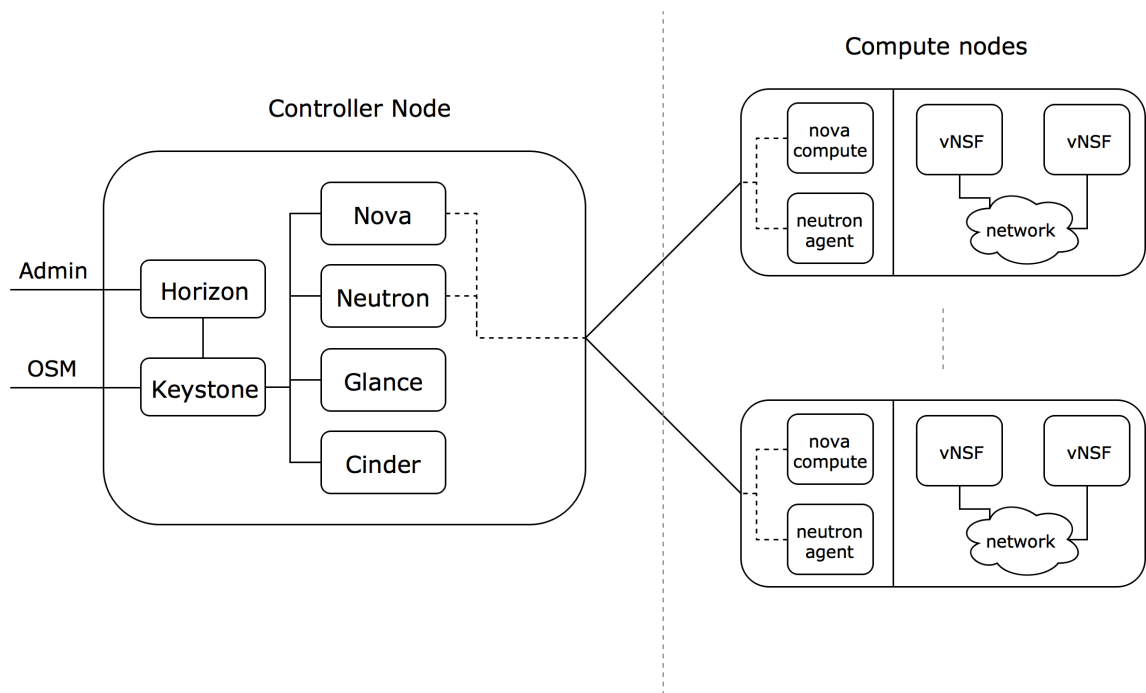 Compute nodes
Controller Node
Admin
OSM
Horizon
Keystone
Nova
Neutron
Glance
Cinder
nova
compute
neutron
agent
vNSF
vNSF
network
nova
compute
neutron
agent
vNSF
vNSF
network